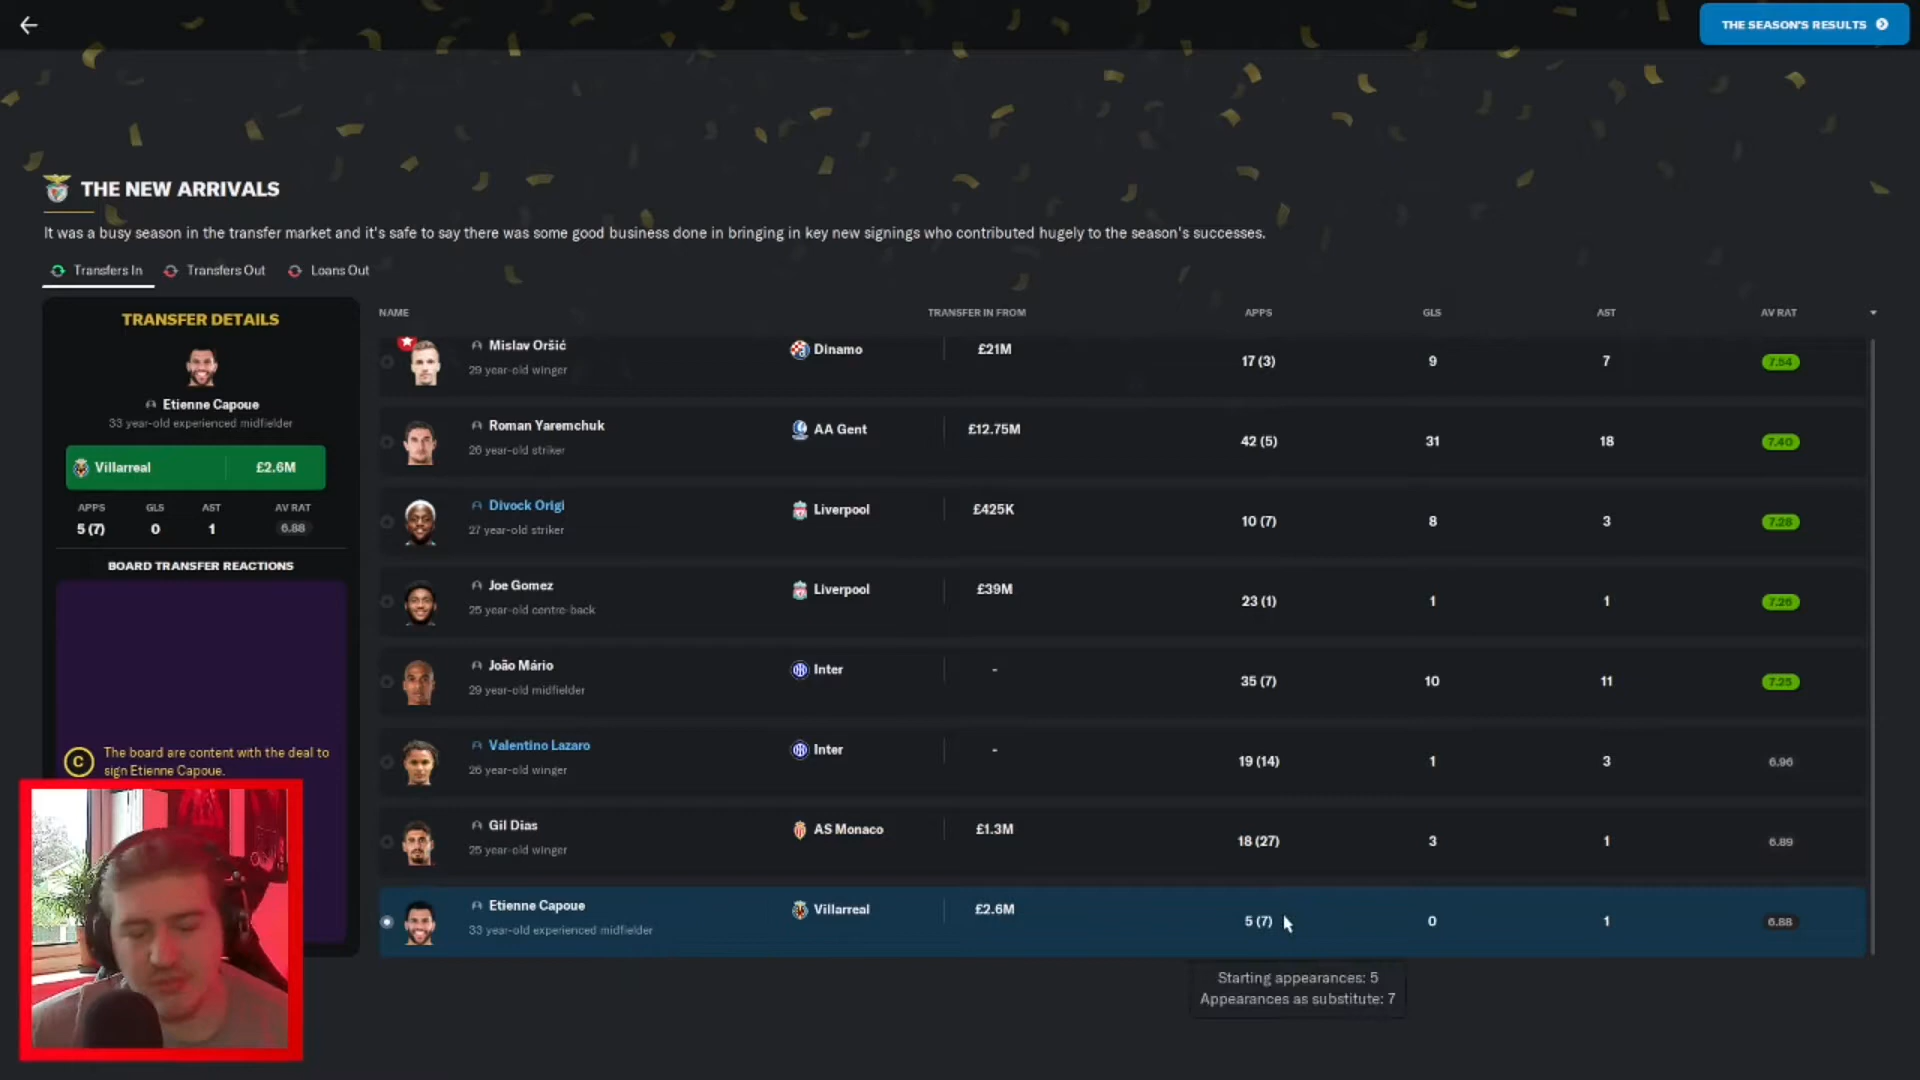 THE SEASON'S RESULTS
THE NEW ARRIVALS
It was a busy season in the transfer market and it's safe to say there was some good business done in bringing in key new signings who contributed hugely to the season's successes.
Transfers In Transfers Out Loans Out
TRANSFER DETAILS
Etienne Capoue
33 year-old experienced midfielder
Villarreal £2.6M
APPS GLS AST AV RAT
5 (7) 0 1 6.88
BOARD TRANSFER REACTIONS
C The board are content with the deal to
sign Etienne Capoue.
NAME TRANSFER IN FROM APPS GLS AST AV RAT
Mislav Oršić Dinamo £21M 17 (3) 9 7 7.54
29 year-old winger
Roman Yaremchuk AA Gent £12.75M 42 (5) 31 18 7.40
26 year-old striker
Divock Origi Liverpool £425K 10 (7) 8 3 7.28
27 year-old striker
Joe Gomez Liverpool £39M 23 (1) 1 1 7.26
25 year-old centre-back
João Mário Inter - 35 (7) 10 11 7.25
29 year-old midfielder
Valentino Lazaro Inter - 19 (14) 1 3 6.96
26 year-old winger
Gil Dias AS Monaco £1.3M 18 (27) 3 1 6.89
25 year-old winger
Etienne Capoue Villarreal £2.6M 5 (7) 0 1 6.88
33 year-old experienced midfielder
Starting appearances: 5
Appearances as substitute: 7